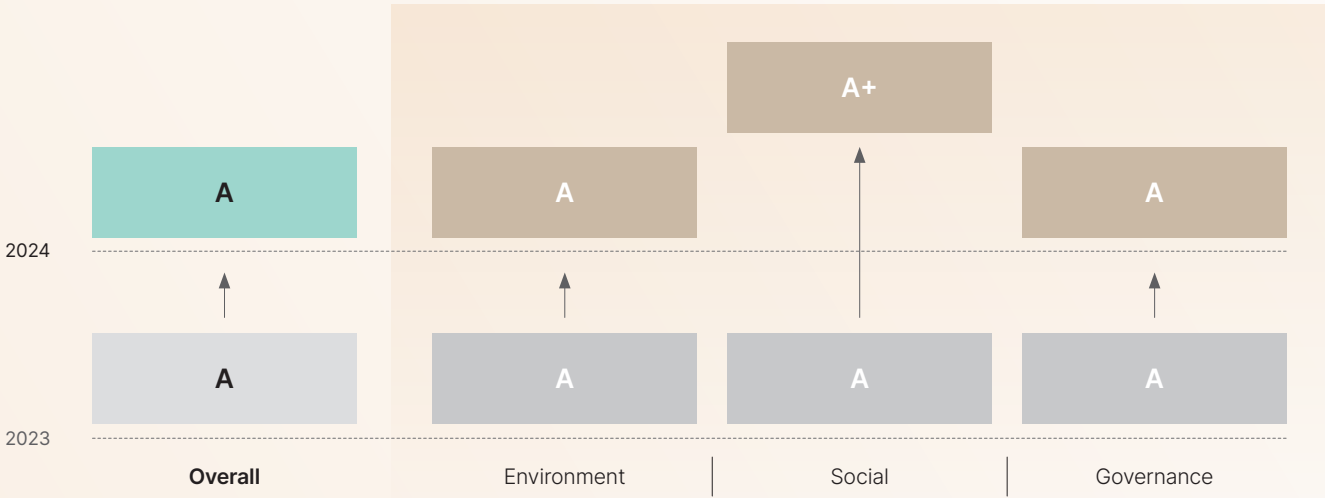 A+
A A A
2024
A A A A
2023
Overall Environment Social Governance